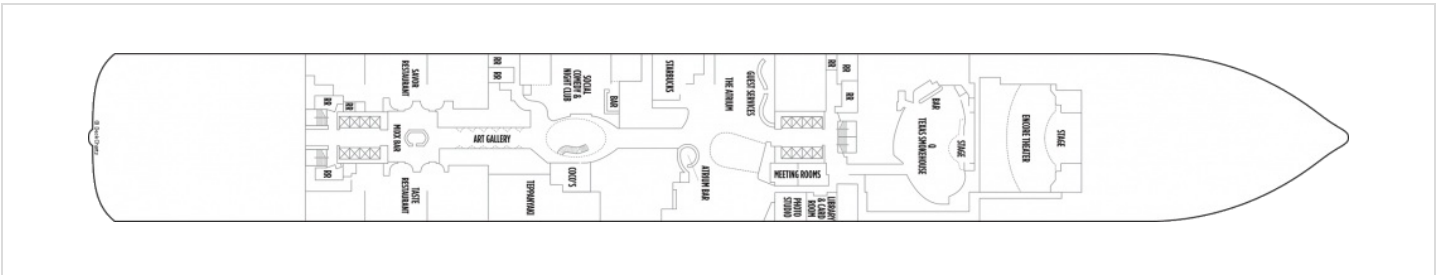 © DeckChatz
RR
RR
RR
SAVOR
RESTAURANT
MIXX BAR
TASTE
RESTAURANT
ART GALLERY
RR
RR
SOCIAL
COMEDY &
NIGHT CLUB
BAR
COCO'S
TEPPANYAKI
STARBUCKS
THE ATRIUM
GUEST SERVICES
ATRIUM BAR
MEETING ROOMS
PHOTO
STUDIO
LIBRARY
& CARD
ROOM
RR
RR
RR
BAR
Q
TEXAS SMOKEHOUSE
STAGE
ENCORE THEATER
STAGE